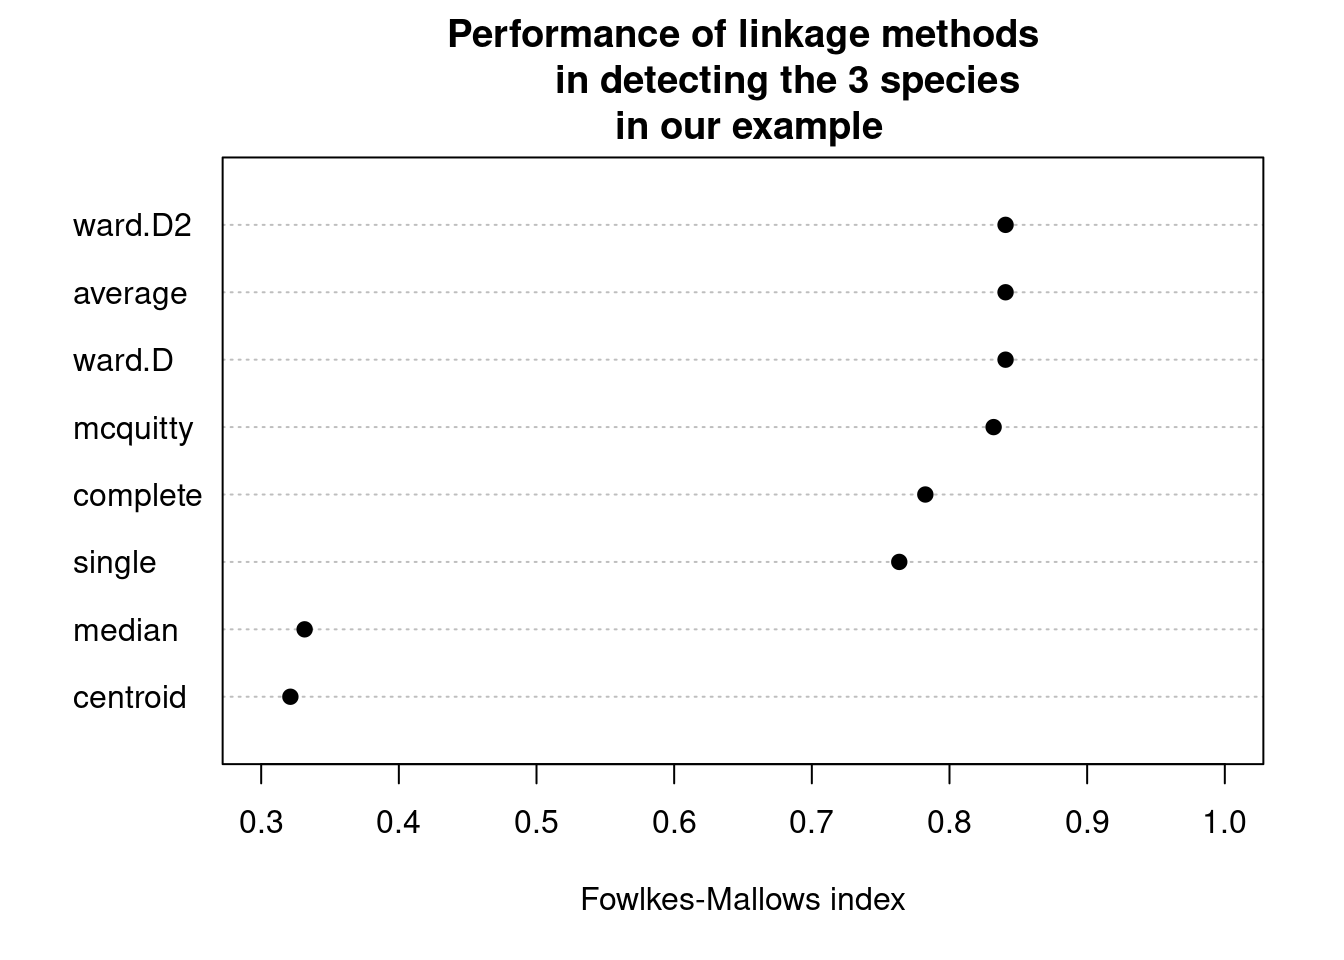 Performance of linkage methods
in detecting the 3 species
in our example
ward.D2
average
ward.D
mcquitty
complete
single
median
centroid
0.3 0.4 0.5 0.6 0.7 0.8 0.9 1.0
Fowlkes-Mallows index